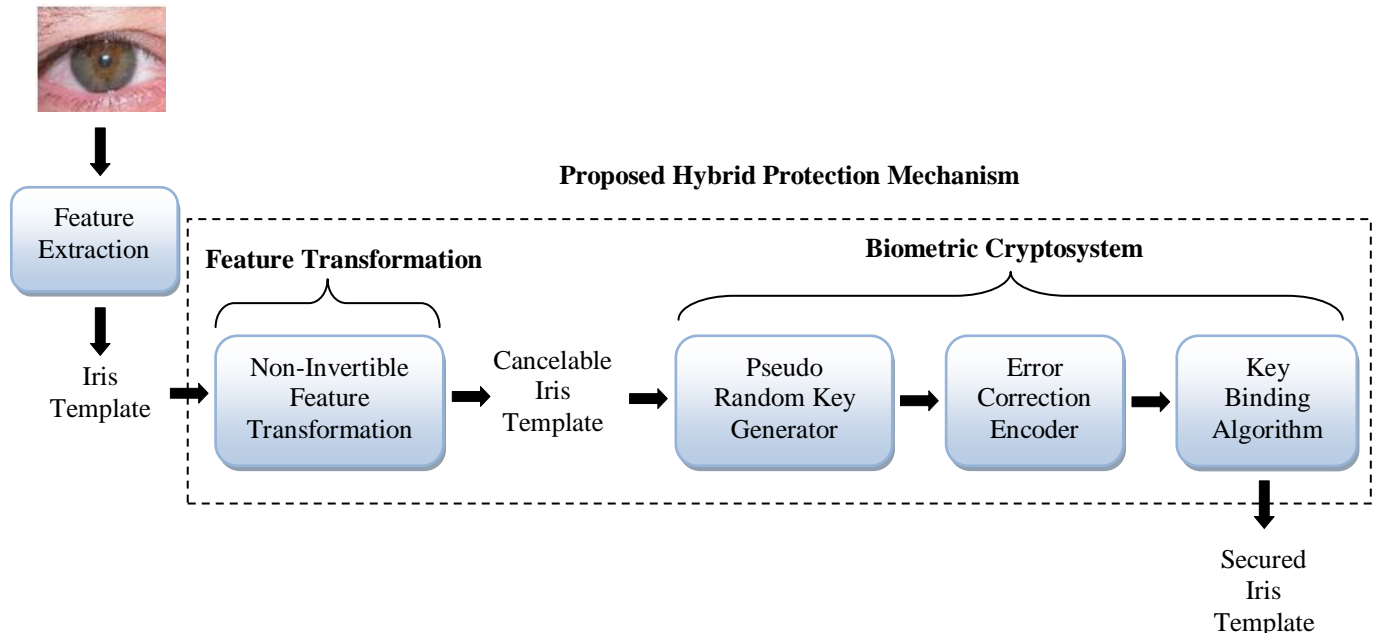 Proposed Hybrid Protection Mechanism
Feature
Extraction
Feature Transformation
Biometric Cryptosystem
Iris
Template
Non-Invertible
Feature
Transformation
Cancelable
Iris
Template
Pseudo
Random Key
Generator
Error
Correction
Encoder
Key
Binding
Algorithm
Secured
Iris
Template